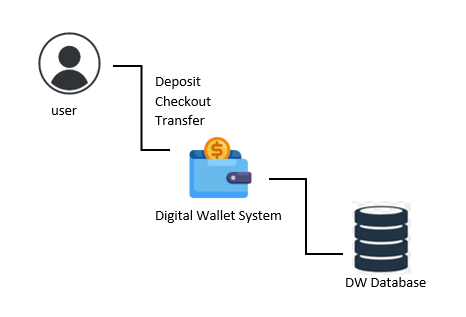 user
Deposit
Checkout
Transfer
$
Digital Wallet System
DW Database